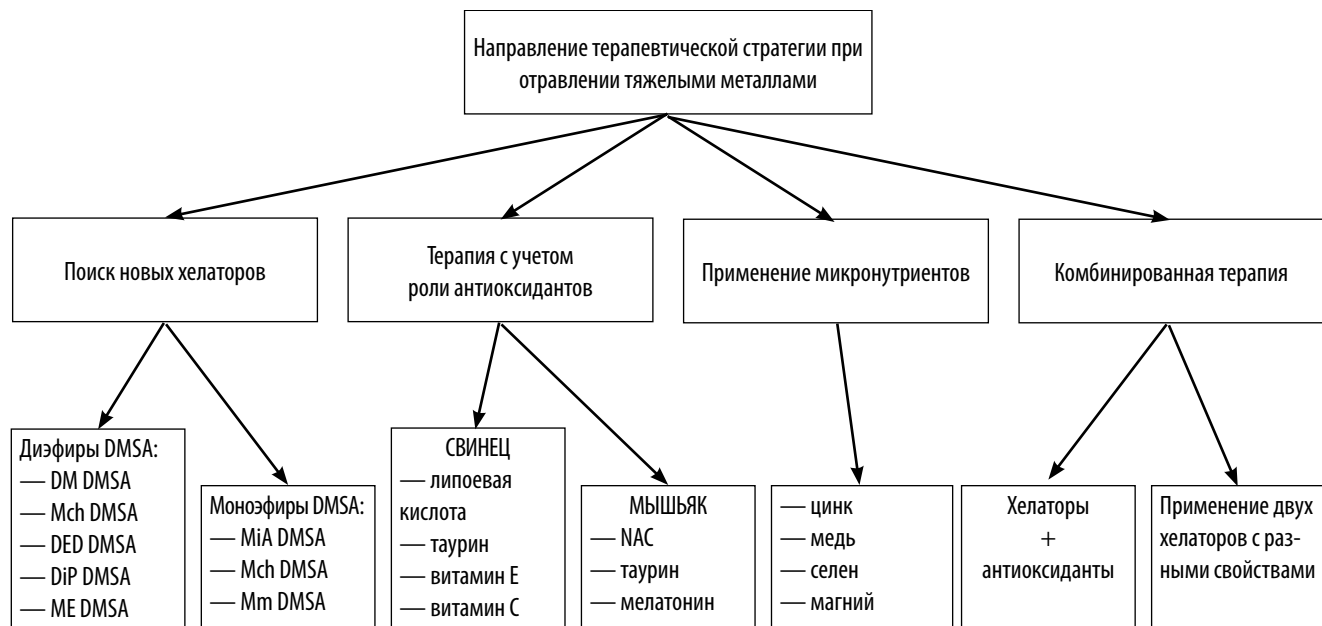 Направление терапевтической стратегии при
отравлении тяжелыми металлами
Поиск новых хелаторов
Терапия с учетом
роли антиоксидантов
Применение микронутриентов
Комбинированная терапия
Диэфиры DMSA:
— DM DMSA
— Mch DMSA
— DED DMSA
— DiP DMSA
— ME DMSA
Моноэфиры DMSA:
— MiA DMSA
— Mch DMSA
— Mm DMSA
СВИНЕЦ
— липоевая
кислота
— таурин
— витамин Е
— витамин С
МЫШЬЯК
— NAC
— таурин
— мелатонин
— цинк
— медь
— селен
— магний
Хелаторы
+
антиоксиданты
Применение двух
хелаторов с раз-
ными свойствами